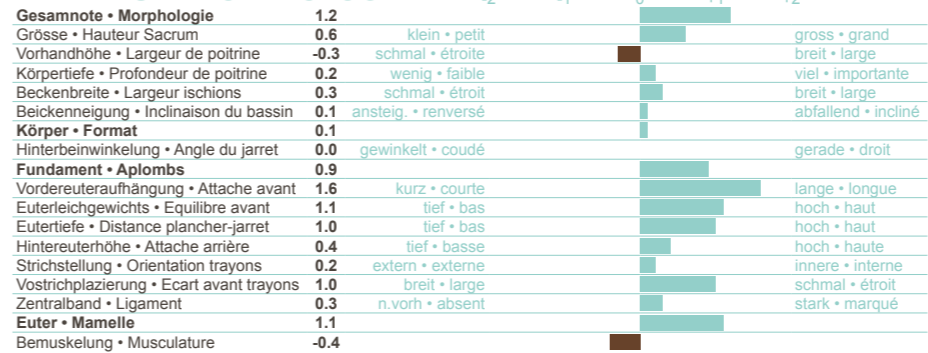 Gesamnote • Morphologie 1.2
Grösse • Hauteur Sacrum 0.6 klein • petit gross • grand
Vorhandhöhe • Largeur de poitrine -0.3 schmal • étroite breit • large
Körpertiefe • Profondeur de poitrine 0.2 wenig • faible viel • importante
Beckenbreite • Largeur ischions 0.3 schmal • étroit breit • large
Beickenneigung • Inclinaison du bassin 0.1 ansteig. • renversé abfallend • incliné
Körper • Format 0.1
Hinterbeinwinkelung • Angle du jarret 0.0 gewinkelt • coudé gerade • droit
Fundament • Aplombs 0.9
Vordereuteraufhängung • Attache avant 1.6 kurz • courte lange • longue
Euterleichgewichts • Equilibre avant 1.1 tief • bas hoch • haut
Eutertiefe • Distance plancher-jarret 1.0 tief • bas hoch • haut
Hintereuterhöhe • Attache arrière 0.4 tief • basse hoch • haute
Strichstellung • Orientation trayons 0.2 extern • externe innere • interne
Vostrichplazierung • Ecart avant trayons 1.0 breit • large schmal • étroit
Zentralband • Ligament 0.3 n.vorh • absent stark • marqué
Euter • Mamelle 1.1
Bemuskelung • Musculature -0.4